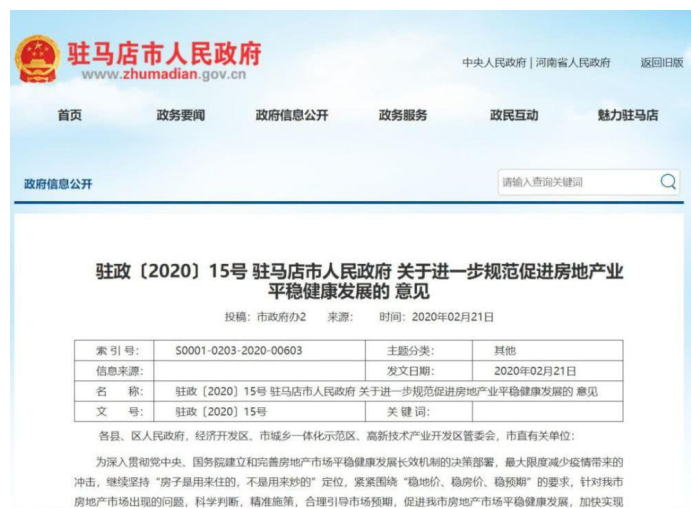 驻马店市人民政府
www.zhumadian.gov.cn
中央人民政府 | 河南省人民政府 返回旧版
首页 政务要闻 政府信息公开 政务服务 政民互动 魅力驻马店
政府信息公开 请输入查询关键词
驻政〔2020〕15号 驻马店市人民政府 关于进一步规范促进房地产业
平稳健康发展的 意见
投稿：市政府办2 来源： 时间：2020年02月21日
索 引 号： S0001-0203-2020-00603 主题分类： 其他
信息来源： 发文日期： 2020年02月21日
名 称： 驻政〔2020〕15号 驻马店市人民政府 关于进一步规范促进房地产业平稳健康发展的 意见
文 号： 驻政〔2020〕15号 关 键 词：
各县、区人民政府，经济开发区、市城乡一体化示范区、高新技术产业开发区管委会，市直有关单位：
为深入贯彻党中央、国务院建立和完善房地产市场平稳健康发展长效机制的决策部署，最大限度减少疫情带来的
冲击，继续坚持“房子是用来住的，不是用来炒的”定位，紧紧围绕“稳地价、稳房价、稳预期”的要求，针对我市
房地产市场出现的问题，科学判断，精准施策，合理引导市场预期，促进我市房地产市场平稳健康发展，加快实现